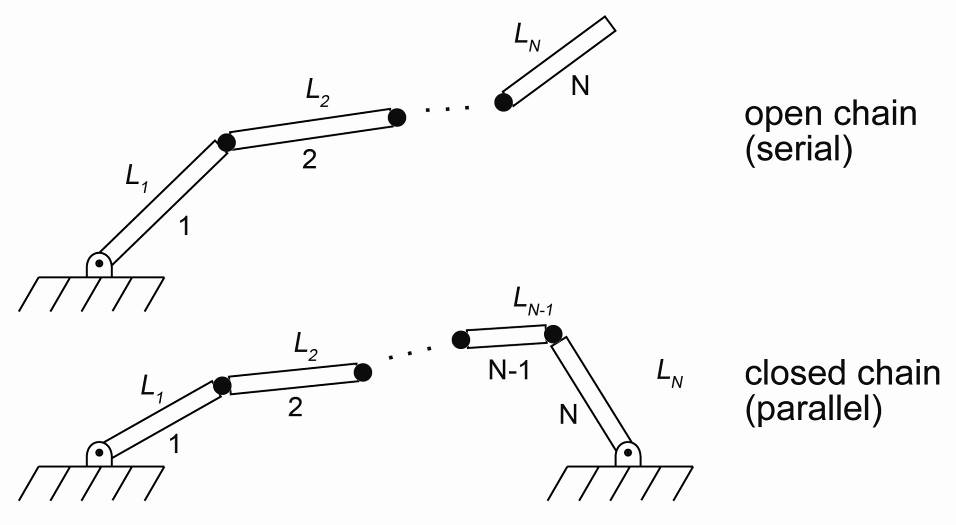 L_N
N
open chain
(serial)
L_2
2
L_1
1
L_{N-1}
N-1
L_N
N
closed chain
(parallel)
L_2
2
L_1
1